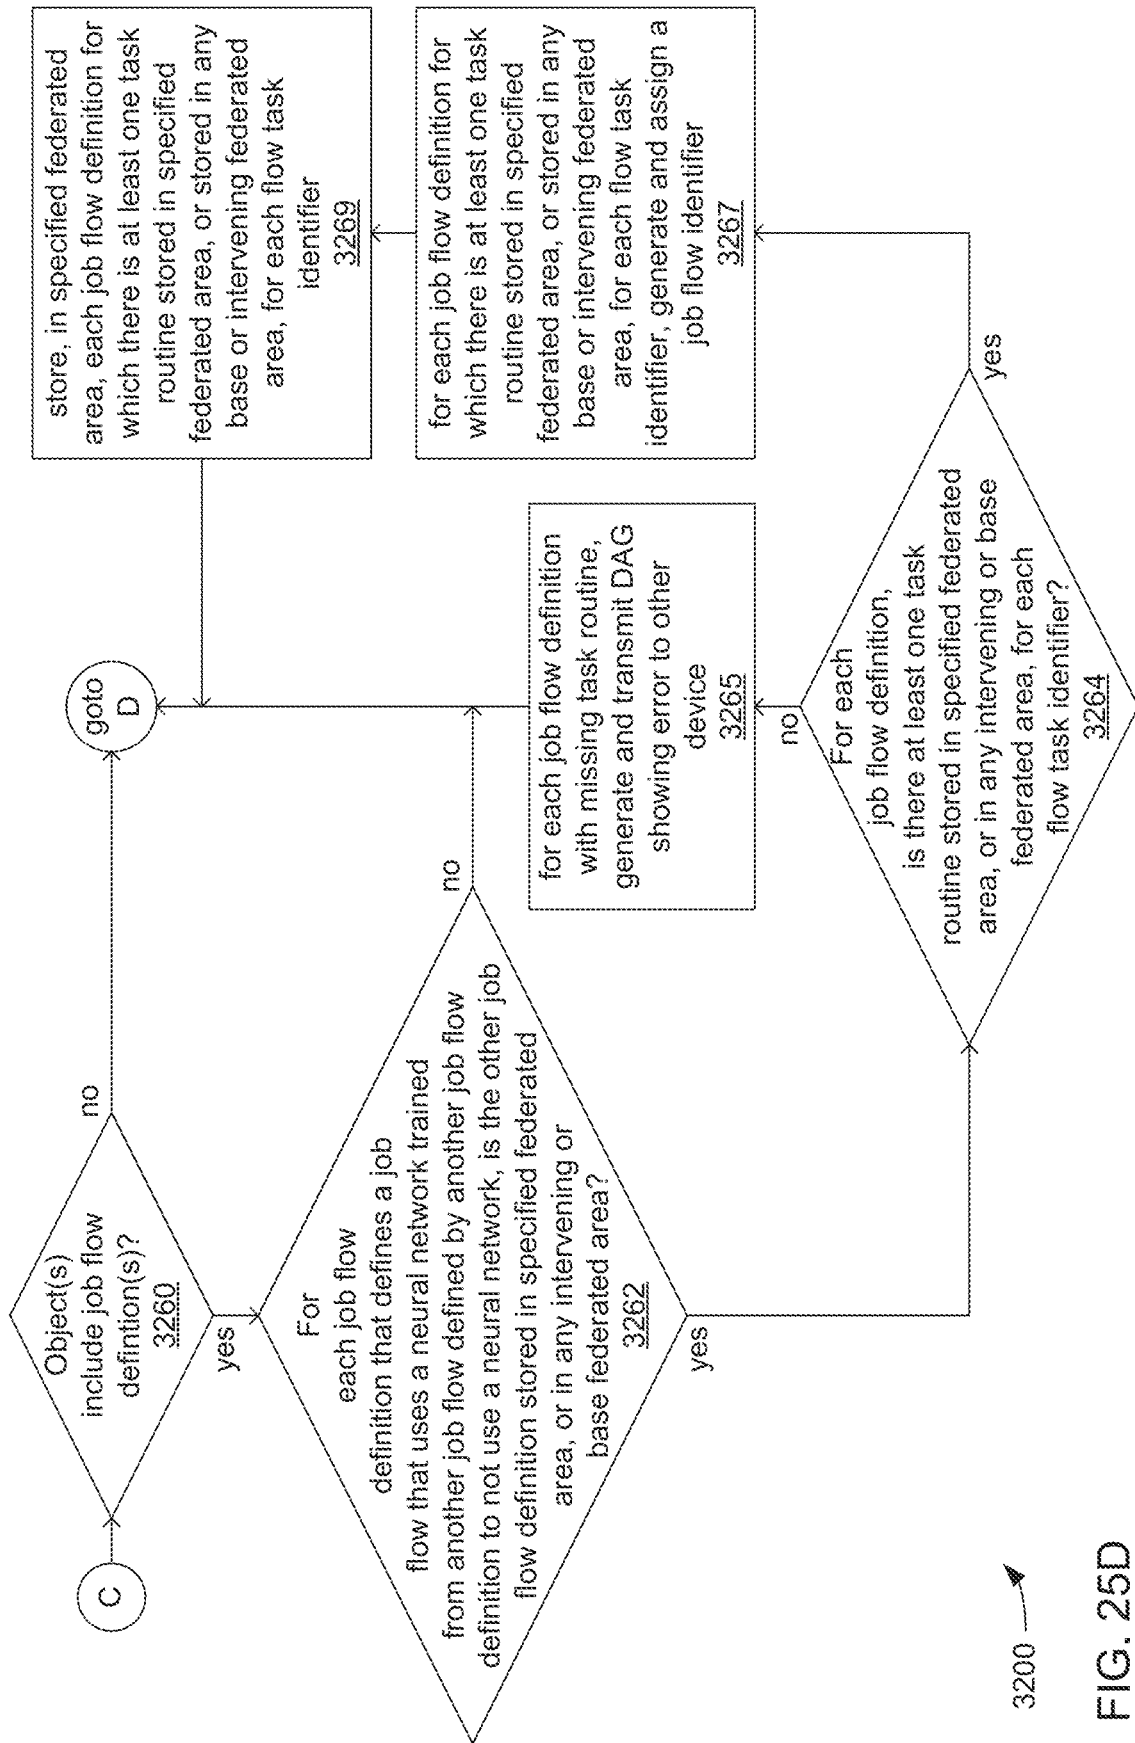 C
Object(s)
include job flow
defintion(s)?
3260
no
goto
D
yes
For
each job flow
definition that defines a job
flow that uses a neural network trained
from another job flow defined by another job flow
definition to not use a neural network, is the other job
flow definition stored in specified federated
area, or in any intervening or
base federated area?
3262
no
yes
For each
job flow definition,
is there at least one task
routine stored in specified federated
area, or in any intervening or base
federated area, for each
flow task identifier?
3264
no
yes
for each job flow definition
with missing task routine,
generate and transmit DAG
showing error to other
device
3265
for each job flow definition for
which there is at least one task
routine stored in specified
federated area, or stored in any
base or intervening federated
area, for each flow task
identifier, generate and assign a
job flow identifier
3267
store, in specified federated
area, each job flow definition for
which there is at least one task
routine stored in specified
federated area, or stored in any
base or intervening federated
area, for each flow task
identifier
3269
3200
FIG. 25D